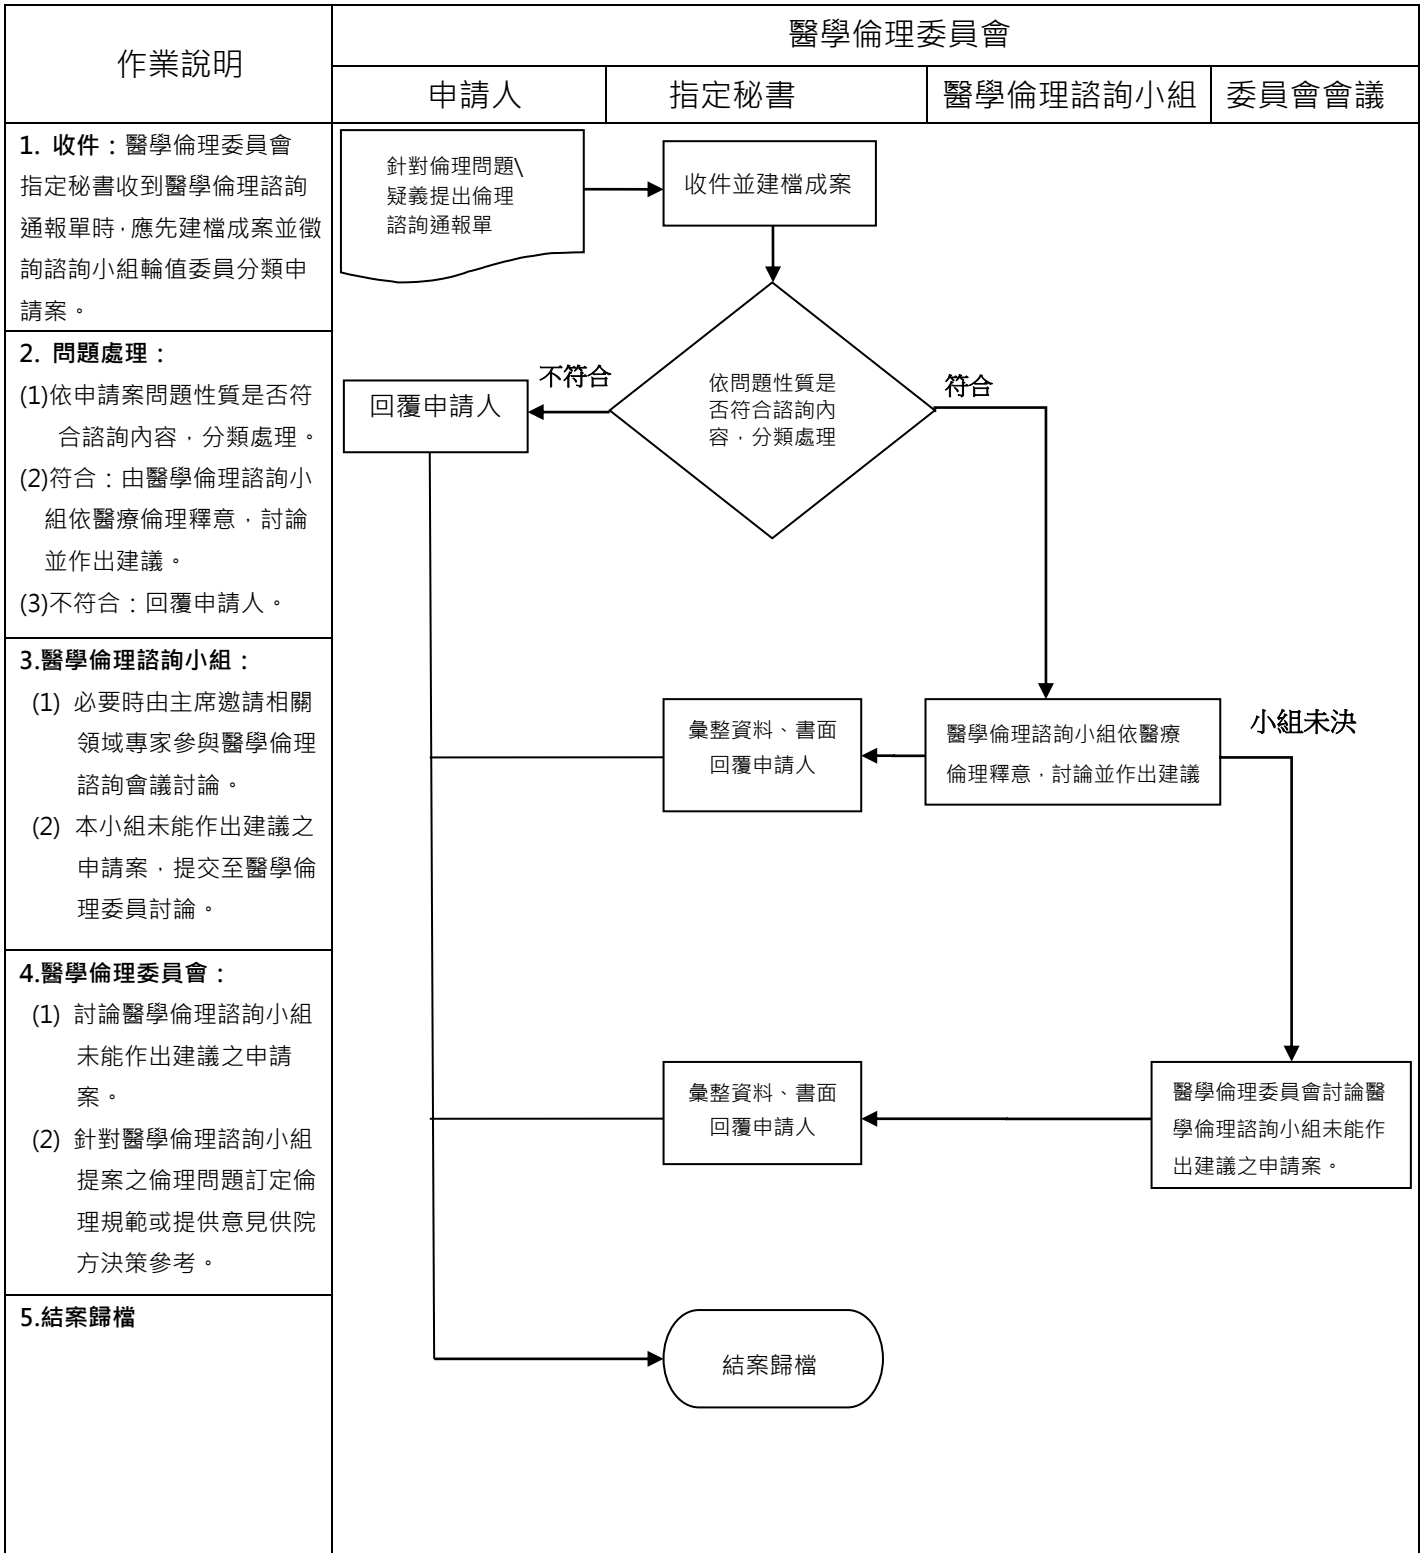 作業說明
醫學倫理委員會
申請人
指定秘書
醫學倫理諮詢小組
委員會會議
1. 收件：醫學倫理委員會
指定秘書收到醫學倫理諮詢
通報單時，應先建檔成案並徵
詢諮詢小組輪值委員分類申
請案。
針對倫理問題\
疑義提出倫理
諮詢通報單
收件並建檔成案
2. 問題處理：
(1)依申請案問題性質是否符
合諮詢內容，分類處理。
(2)符合：由醫學倫理諮詢小
組依醫療倫理釋意，討論
並作出建議。
(3)不符合：回覆申請人。
不符合
回覆申請人
依問題性質是
否符合諮詢內
容，分類處理
符合
3.醫學倫理諮詢小組：
(1) 必要時由主席邀請相關
領域專家參與醫學倫理
諮詢會議討論。
(2) 本小組未能作出建議之
申請案，提交至醫學倫
理委員討論。
彙整資料、書面
回覆申請人
醫學倫理諮詢小組依醫療
倫理釋意，討論並作出建議
小組未決
4.醫學倫理委員會：
(1) 討論醫學倫理諮詢小組
未能作出建議之申請
案。
(2) 針對醫學倫理諮詢小組
提案之倫理問題訂定倫
理規範或提供意見供院
方決策參考。
彙整資料、書面
回覆申請人
醫學倫理委員會討論醫
學倫理諮詢小組未能作
出建議之申請案。
5.結案歸檔
結案歸檔